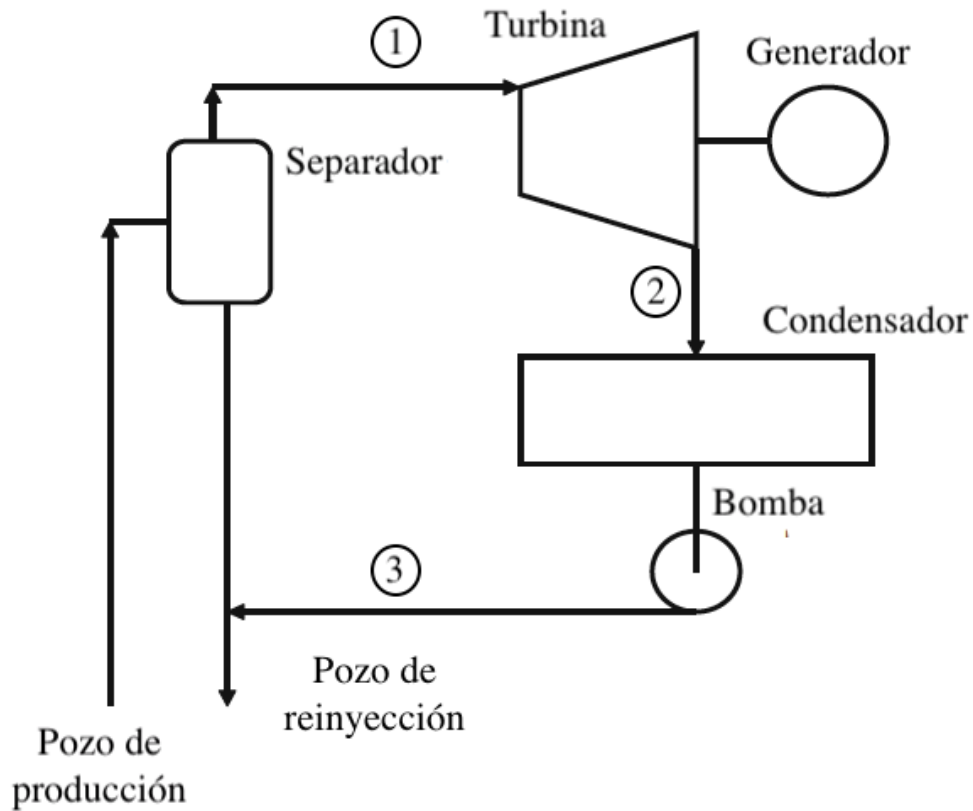 Turbina
1
Generador
Separador
2
Condensador
Bomba
3
Pozo de
reinyección
Pozo de
producción